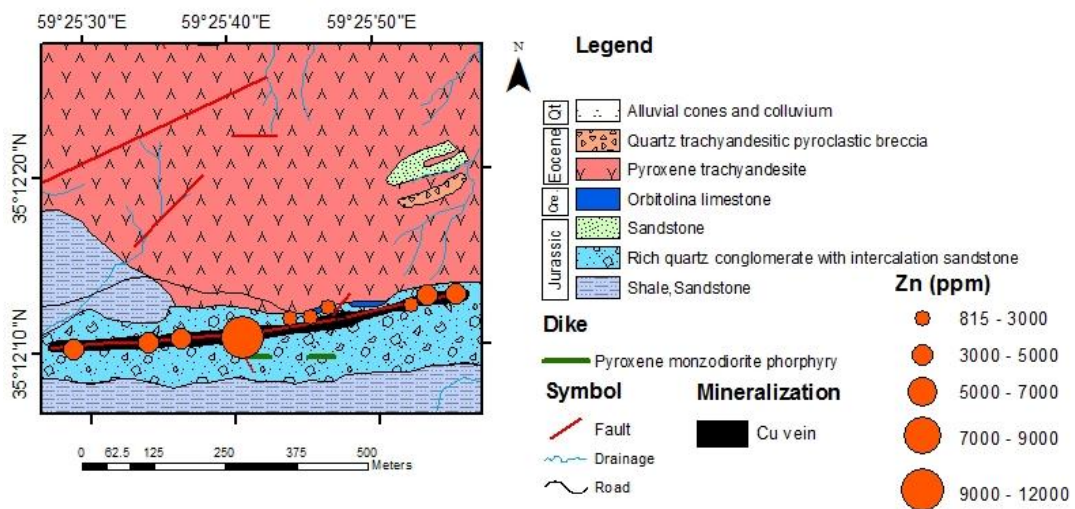 59°25'30"E 59°25'40"E 59°25'50"E
35°12'20"N
35°12'10"N
0 62.5 125 250 375 500
Meters
N
Legend
Qt
Eocene
Cre.
Jurassic
Alluvial cones and colluvium
Quartz trachyandesitic pyroclastic breccia
Pyroxene trachyandesite
Orbitolina limestone
Sandstone
Rich quartz conglomerate with intercalation sandstone
Shale, Sandstone
Dike
Pyroxene monzodiorite phorphyry
Symbol
Fault
Drainage
Road
Mineralization
Cu vein
Zn (ppm)
815 - 3000
3000 - 5000
5000 - 7000
7000 - 9000
9000 - 12000